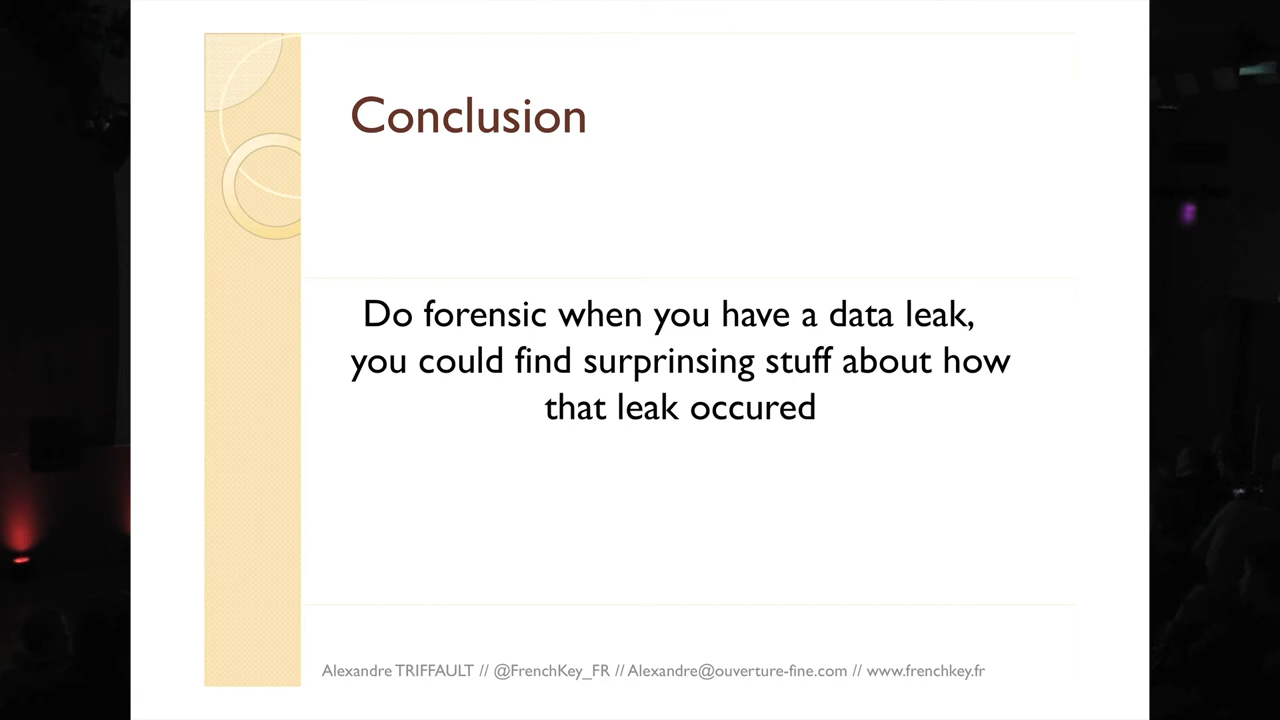 Conclusion
Do forensic when you have a data leak,
you could find surprinsing stuff about how
that leak occured
Alexandre TRIFFAULT // @FrenchKey_FR // Alexandre@ouverture-fine.com // www.frenchkey.fr